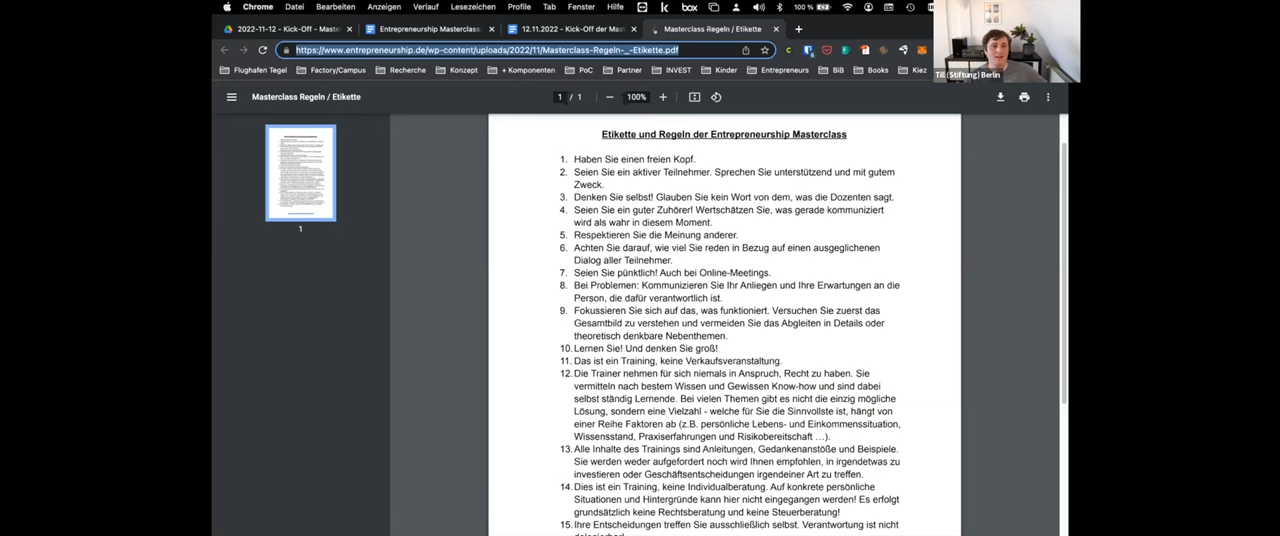 Chrome Datei Bearbeiten Anzeigen Verlauf Lesezeichen Profile Tab Fenster Hilfe box 100 %
2022-11-12 - Kick-Off – Masterc
Entrepreneurship Masterclass:
12.11.2022 - Kick-Off der Mast
Masterclass Regeln / Etikette
https://www.entrepreneurship.de/wp-content/uploads/2022/11/Masterclass-Regeln-_-Etikette.pdf
Flughafen Tegel Factory/Campus Recherche Konzept + Komponenten PoC Partner INVEST Kinder Entrepreneurs BiB Books Kiez
Till (Stiftung) Berlin
Masterclass Regeln / Etikette 1 / 1 100%
1
Etikette und Regeln der Entrepreneurship Masterclass
1. Haben Sie einen freien Kopf.
2. Seien Sie ein aktiver Teilnehmer. Sprechen Sie unterstützend und mit gutem
Zweck.
3. Denken Sie selbst! Glauben Sie kein Wort von dem, was die Dozenten sagt.
4. Seien Sie ein guter Zuhörer! Wertschätzen Sie, was gerade kommuniziert
wird als wahr in diesem Moment.
5. Respektieren Sie die Meinung anderer.
6. Achten Sie darauf, wie viel Sie reden in Bezug auf einen ausgeglichenen
Dialog aller Teilnehmer.
7. Seien Sie pünktlich! Auch bei Online-Meetings.
8. Bei Problemen: Kommunizieren Sie Ihr Anliegen und Ihre Erwartungen an die
Person, die dafür verantwortlich ist.
9. Fokussieren Sie sich auf das, was funktioniert. Versuchen Sie zuerst das
Gesamtbild zu verstehen und vermeiden Sie das Abgleiten in Details oder
theoretisch denkbare Nebenthemen.
10. Lernen Sie! Und denken Sie groß!
11. Das ist ein Training, keine Verkaufsveranstaltung.
12. Die Trainer nehmen für sich niemals in Anspruch, Recht zu haben. Sie
vermitteln nach bestem Wissen und Gewissen Know-how und sind dabei
selbst ständig Lernende. Bei vielen Themen gibt es nicht die einzig mögliche
Lösung, sondern eine Vielzahl - welche für Sie die Sinnvollste ist, hängt von
einer Reihe Faktoren ab (z.B. persönliche Lebens- und Einkommenssituation,
Wissensstand, Praxiserfahrungen und Risikobereitschaft …).
13. Alle Inhalte des Trainings sind Anleitungen, Gedankenanstöße und Beispiele.
Sie werden weder aufgefordert noch wird Ihnen empfohlen, in irgendetwas zu
investieren oder Geschäftsentscheidungen irgendeiner Art zu treffen.
14. Dies ist ein Training, keine Individualberatung. Auf konkrete persönliche
Situationen und Hintergründe kann hier nicht eingegangen werden! Es erfolgt
grundsätzlich keine Rechtsberatung und keine Steuerberatung!
15. Ihre Entscheidungen treffen Sie ausschließlich selbst. Verantwortung ist nicht